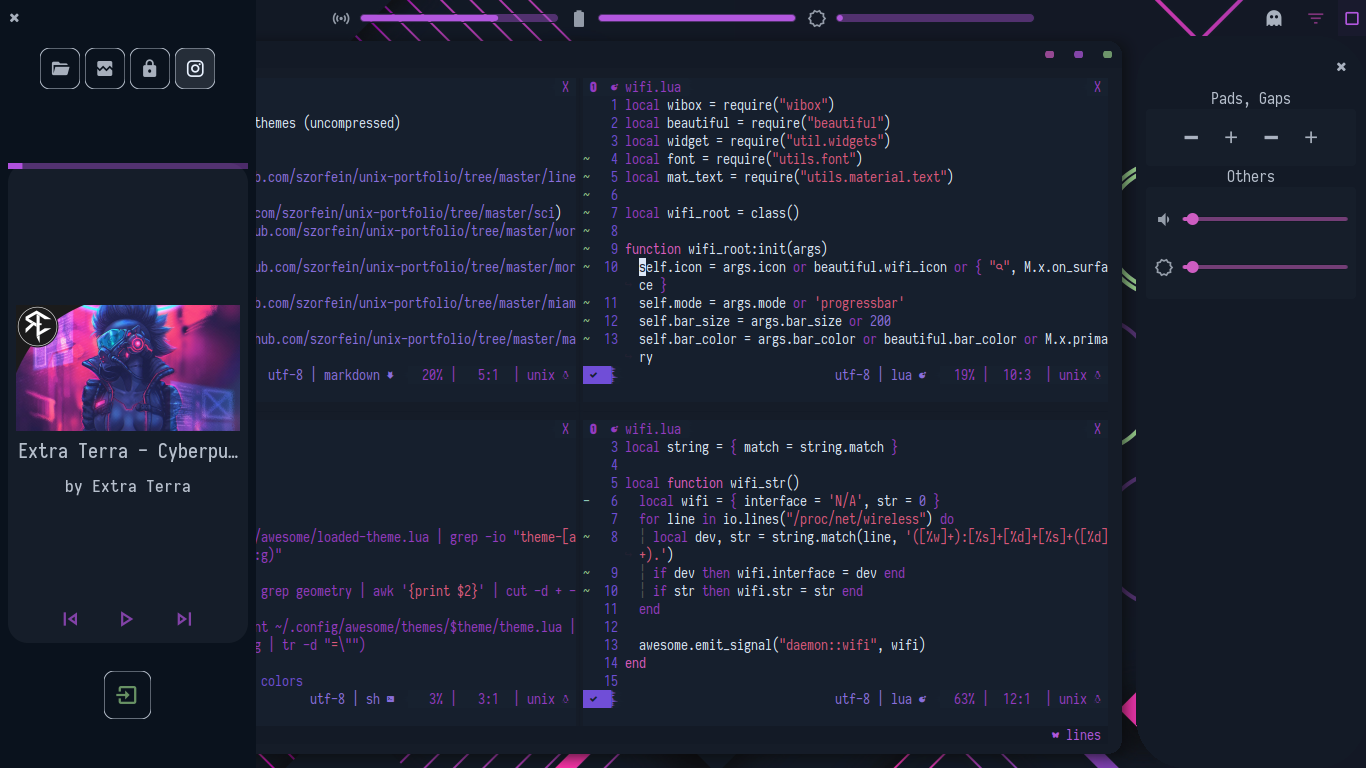 Extra Terra – Cyberpu…
by Extra Terra
themes (uncompressed)
b.com/szorfein/unix-portfolio/tree/master/line
com/szorfein/unix-portfolio/tree/master/sci)
ub.com/szorfein/unix-portfolio/tree/master/wor
hub.com/szorfein/unix-portfolio/tree/master/mor
ub.com/szorfein/unix-portfolio/tree/master/miam
hub.com/szorfein/unix-portfolio/tree/master/ma
utf-8 | markdown 20% | 5:1 | unix
X
wifi.lua X
1 local wibox = require("wibox")
2 local beautiful = require("beautiful")
3 local widget = require("util.widgets")
~ 4 local font = require("utils.font")
~ 5 local mat_text = require("utils.material.text")
~ 6
~ 7 local wifi_root = class()
~ 8
~ 9 function wifi_root:init(args)
~ 10 self.icon = args.icon or beautiful.wifi_icon or { "", M.x.on_surfa
ce }
~ 11 self.mode = args.mode or 'progressbar'
~ 12 self.bar_size = args.bar_size or 200
~ 13 self.bar_color = args.bar_color or beautiful.bar_color or M.x.prima
ry
utf-8 | lua 19% | 10:3 | unix
X
/awesome/loaded-theme.lua | grep -io "theme-[a
:g)"
grep geometry | awk '{print $2}' | cut -d + -
nt ~/.config/awesome/themes/$theme/theme.lua |
g | tr -d "=\"")
colors
utf-8 | sh 3% | 3:1 | unix
wifi.lua X
3 local string = { match = string.match }
4
5 local function wifi_str()
- 6 local wifi = { interface = 'N/A', str = 0 }
7 for line in io.lines("/proc/net/wireless") do
~ 8 | local dev, str = string.match(line, '([%w]+):[%s]+[%d]+[%s]+([%d]
+).')
~ 9 | if dev then wifi.interface = dev end
~ 10 | if str then wifi.str = str end
11 end
12
13 awesome.emit_signal("daemon::wifi", wifi)
14 end
15
utf-8 | lua 63% | 12:1 | unix
lines
Pads, Gaps
− + − +
Others